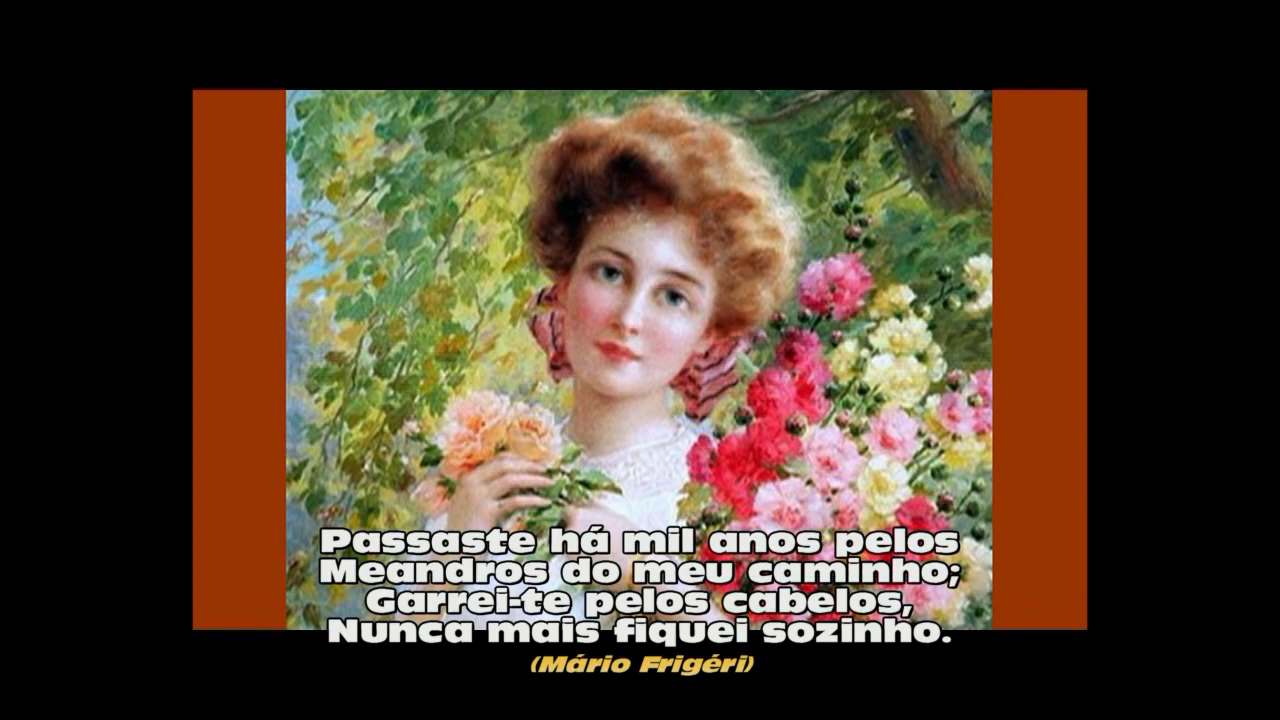 Passaste há mil anos pelos
Meandros do meu caminho;
Garrei-te pelos cabelos,
Nunca mais fiquei sozinho.
(Mário Frigéri)